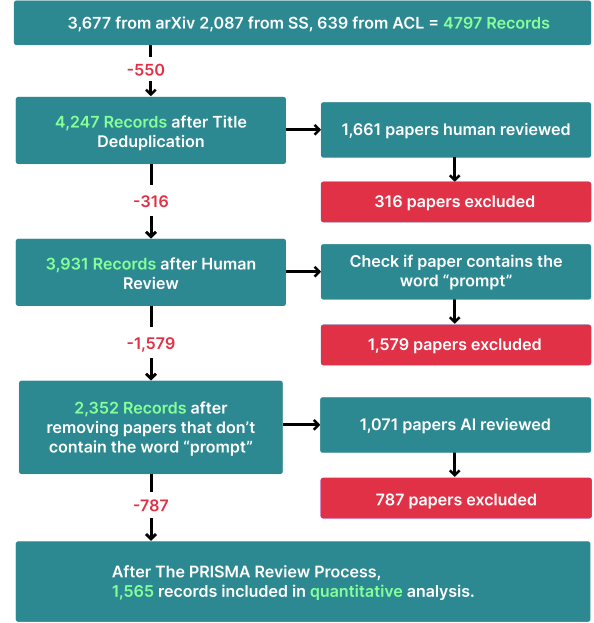 3,677 from arXiv 2,087 from SS, 639 from ACL = 4797 Records
-550
4,247 Records after Title
Deduplication
1,661 papers human reviewed
316 papers excluded
-316
3,931 Records after Human
Review
Check if paper contains the
word “prompt”
1,579 papers excluded
-1,579
2,352 Records after
removing papers that don’t
contain the word “prompt”
1,071 papers AI reviewed
787 papers excluded
-787
After The PRISMA Review Process,
1,565 records included in quantitative analysis.